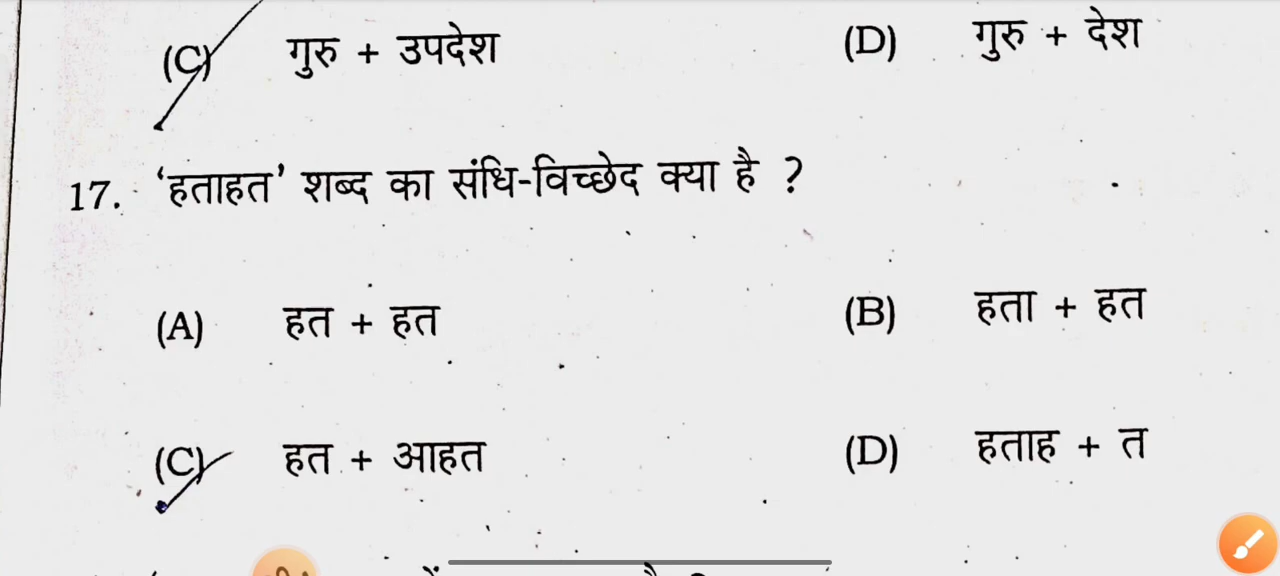 (C) गुरु + उपदेश (D) गुरु + देश
17. ‘हताहत’ शब्द का संधि-विच्छेद क्या है ?
(A) हत + हत (B) हता + हत
(C) हत + आहत (D) हताह + त